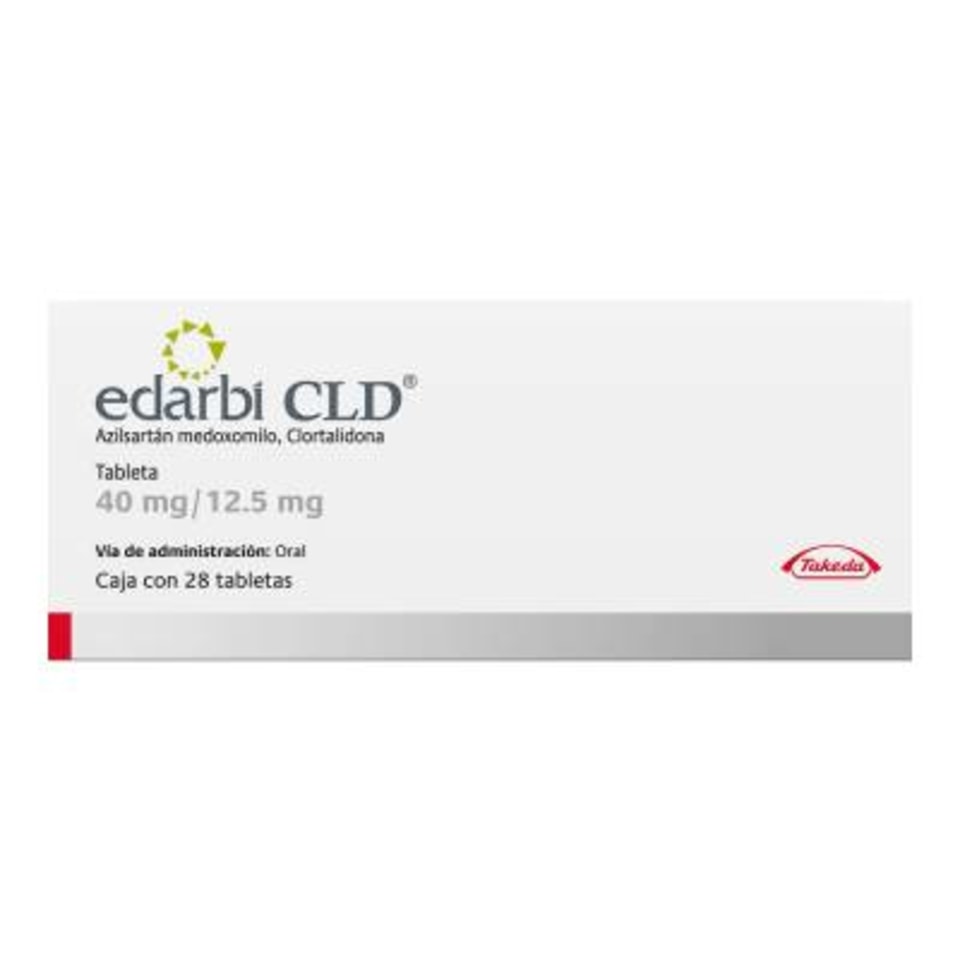 edarbi CLD®
Azilsartán medoxomilo, Clortalidona
Tableta
40 mg/12.5 mg
Vía de administración: Oral
Caja con 28 tabletas
Takeda